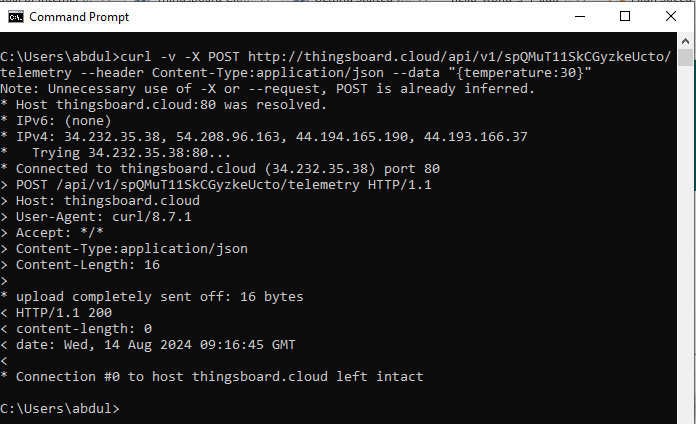 Command Prompt
C:\Users\abdul>curl -v -X POST http://thingsboard.cloud/api/v1/spQMuT11SkCGyzkeUcto/
telemetry --header Content-Type:application/json --data "{temperature:30}"
Note: Unnecessary use of -X or --request, POST is already inferred.
* Host thingsboard.cloud:80 was resolved.
* IPv6: (none)
* IPv4: 34.232.35.38, 54.208.96.163, 44.194.165.190, 44.193.166.37
*   Trying 34.232.35.38:80...
* Connected to thingsboard.cloud (34.232.35.38) port 80
> POST /api/v1/spQMuT11SkCGyzkeUcto/telemetry HTTP/1.1
> Host: thingsboard.cloud
> User-Agent: curl/8.7.1
> Accept: */*
> Content-Type:application/json
> Content-Length: 16
>
* upload completely sent off: 16 bytes
< HTTP/1.1 200
< content-length: 0
< date: Wed, 14 Aug 2024 09:16:45 GMT
<
* Connection #0 to host thingsboard.cloud left intact
C:\Users\abdul>